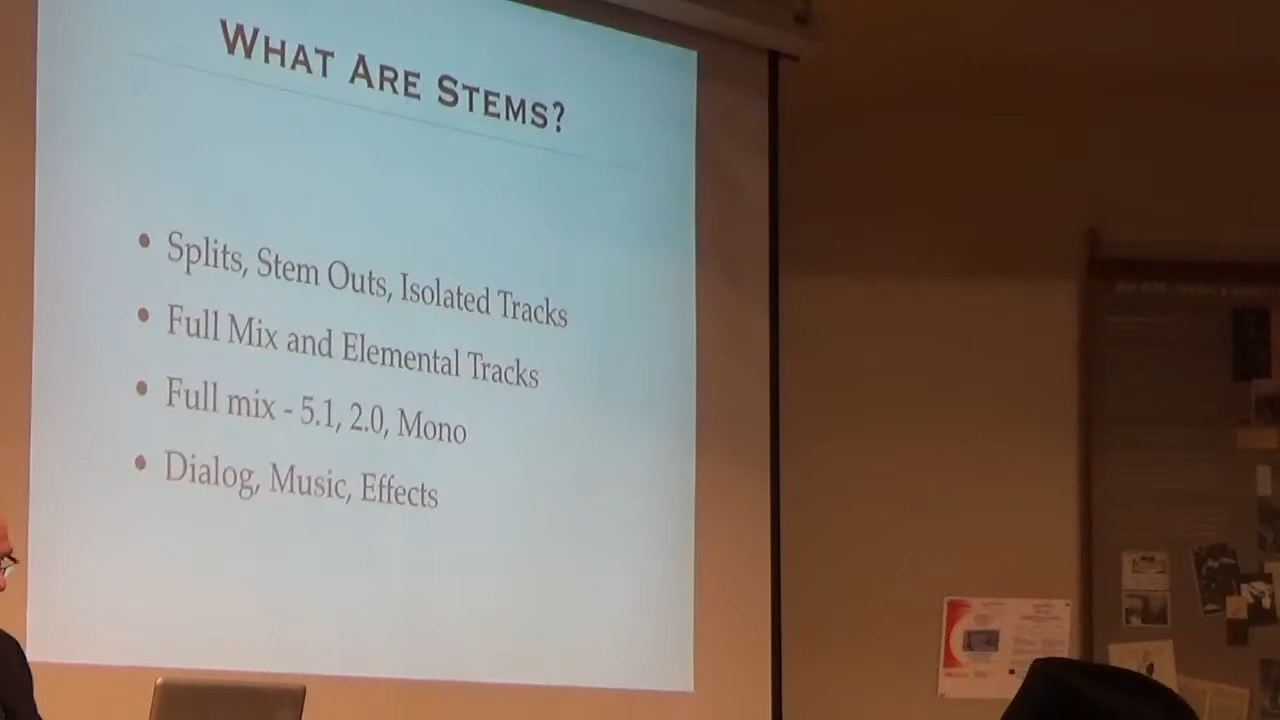 WHAT ARE STEMS?
• Splits, Stem Outs, Isolated Tracks
• Full Mix and Elemental Tracks
• Full mix - 5.1, 2.0, Mono
• Dialog, Music, Effects